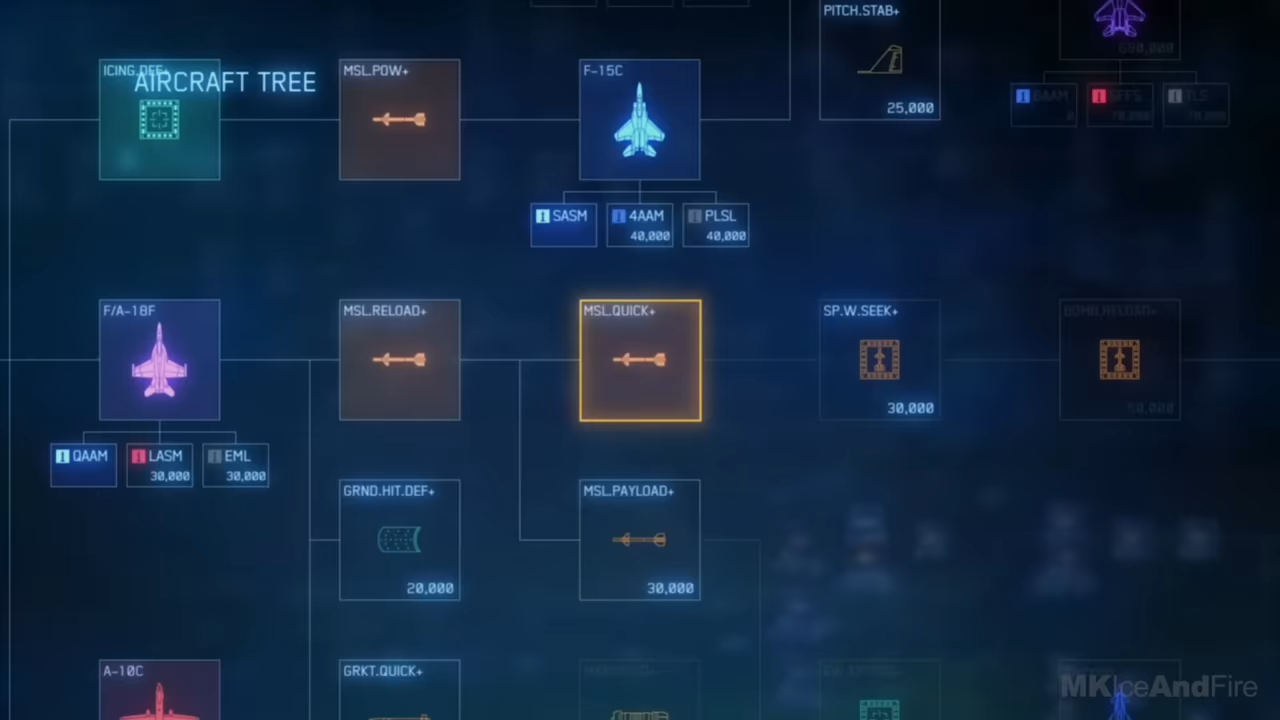 PITCH.STAB+
25,000
690,000
AIRCRAFT TREE
MSL.POW+
F-15C
SASM
4AAM
40,000
PLSL
40,000
F/A-18F
QAAM
LASM
30,000
EML
30,000
MSL.RELOAD+
MSL.QUICK+
SP.W.SEEK+
30,000
GRND.HIT.DEF+
20,000
MSL.PAYLOAD+
30,000
A-10C
GRKT.QUICK+
MKIceAndFire